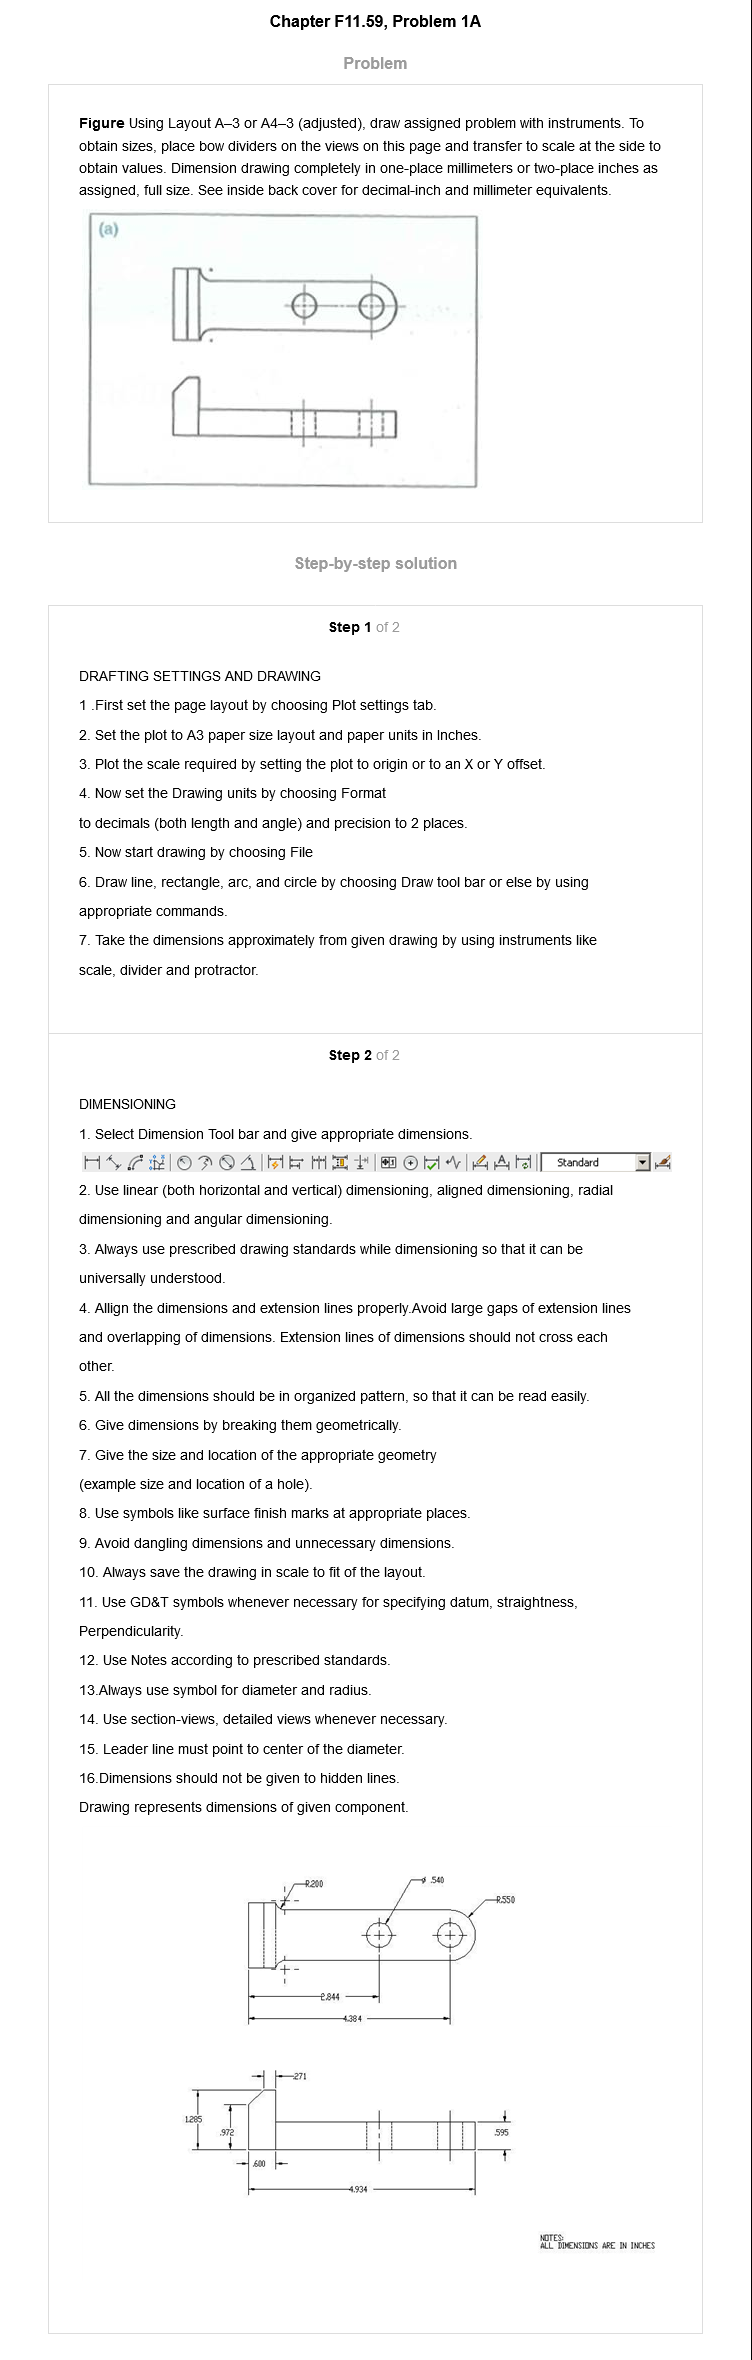 Chapter F11.59, Problem 1A
Problem
Figure Using Layout A–3 or A4–3 (adjusted), draw assigned problem with instruments. To
obtain sizes, place bow dividers on the views on this page and transfer to scale at the side to
obtain values. Dimension drawing completely in one-place millimeters or two-place inches as
assigned, full size. See inside back cover for decimal-inch and millimeter equivalents.
(a)
Step-by-step solution
Step 1 of 2
DRAFTING SETTINGS AND DRAWING
1 .First set the page layout by choosing Plot settings tab.
2. Set the plot to A3 paper size layout and paper units in Inches.
3. Plot the scale required by setting the plot to origin or to an X or Y offset.
4. Now set the Drawing units by choosing Format
to decimals (both length and angle) and precision to 2 places.
5. Now start drawing by choosing File
6. Draw line, rectangle, arc, and circle by choosing Draw tool bar or else by using
appropriate commands.
7. Take the dimensions approximately from given drawing by using instruments like
scale, divider and protractor.
Step 2 of 2
DIMENSIONING
1. Select Dimension Tool bar and give appropriate dimensions.
Standard
2. Use linear (both horizontal and vertical) dimensioning, aligned dimensioning, radial
dimensioning and angular dimensioning.
3. Always use prescribed drawing standards while dimensioning so that it can be
universally understood.
4. Allign the dimensions and extension lines properly.Avoid large gaps of extension lines
and overlapping of dimensions. Extension lines of dimensions should not cross each
other.
5. All the dimensions should be in organized pattern, so that it can be read easily.
6. Give dimensions by breaking them geometrically.
7. Give the size and location of the appropriate geometry
(example size and location of a hole).
8. Use symbols like surface finish marks at appropriate places.
9. Avoid dangling dimensions and unnecessary dimensions.
10. Always save the drawing in scale to fit of the layout.
11. Use GD&T symbols whenever necessary for specifying datum, straightness,
Perpendicularity.
12. Use Notes according to prescribed standards.
13.Always use symbol for diameter and radius.
14. Use section-views, detailed views whenever necessary.
15. Leader line must point to center of the diameter.
16.Dimensions should not be given to hidden lines.
Drawing represents dimensions of given component.
R.200
ø .540
R.550
2.844
4.384
.271
1.285
.972
.595
.600
4.934
NOTES:
ALL DIMENSIONS ARE IN INCHES